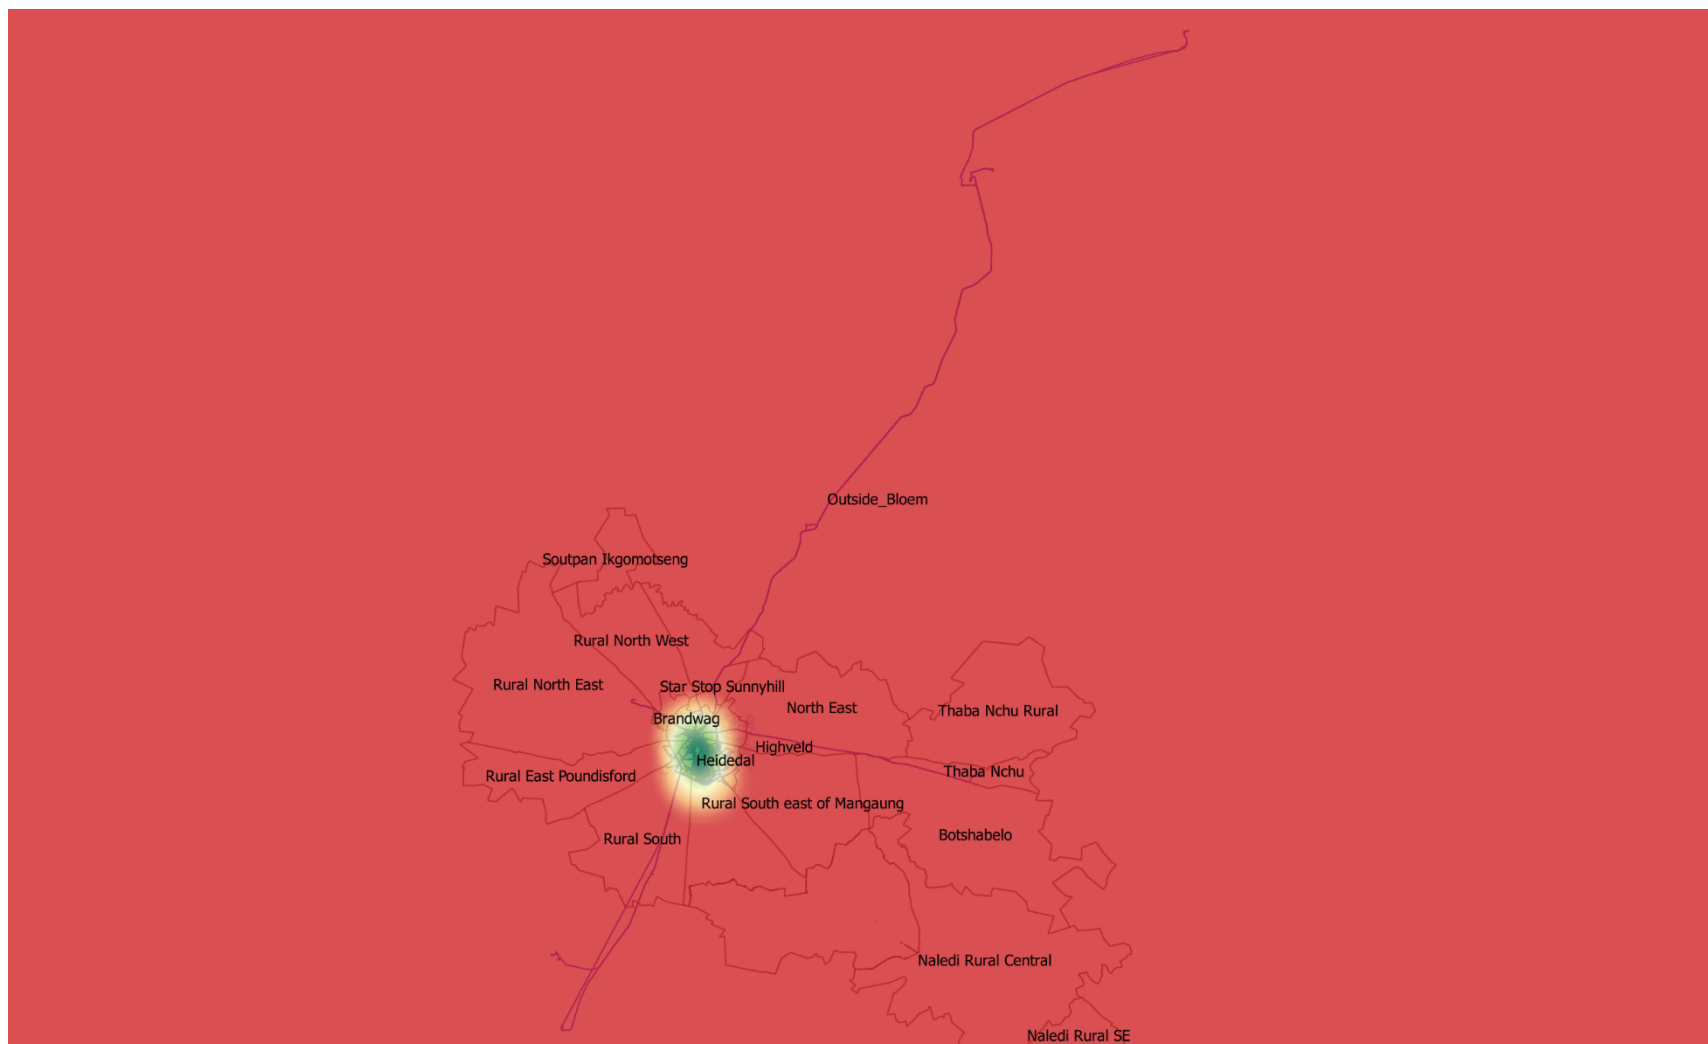 Outside_Bloem
Soutpan Ikgomotseng
Rural North West
Rural North East
Star Stop Sunnyhill
North East
Thaba Nchu Rural
Brandwag
Highveld
Heidedal
Thaba Nchu
Rural East Poundisford
Rural South east of Mangaung
Rural South
Botshabelo
Naledi Rural Central
Naledi Rural SE